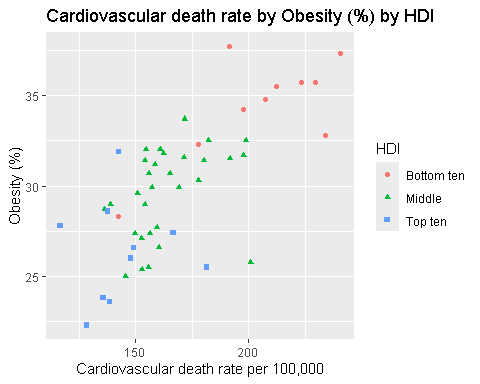 Cardiovascular death rate by Obesity (%) by HDI
Obesity (%)
35
30
25
150
200
Cardiovascular death rate per 100,000
HDI
Bottom ten
Middle
Top ten